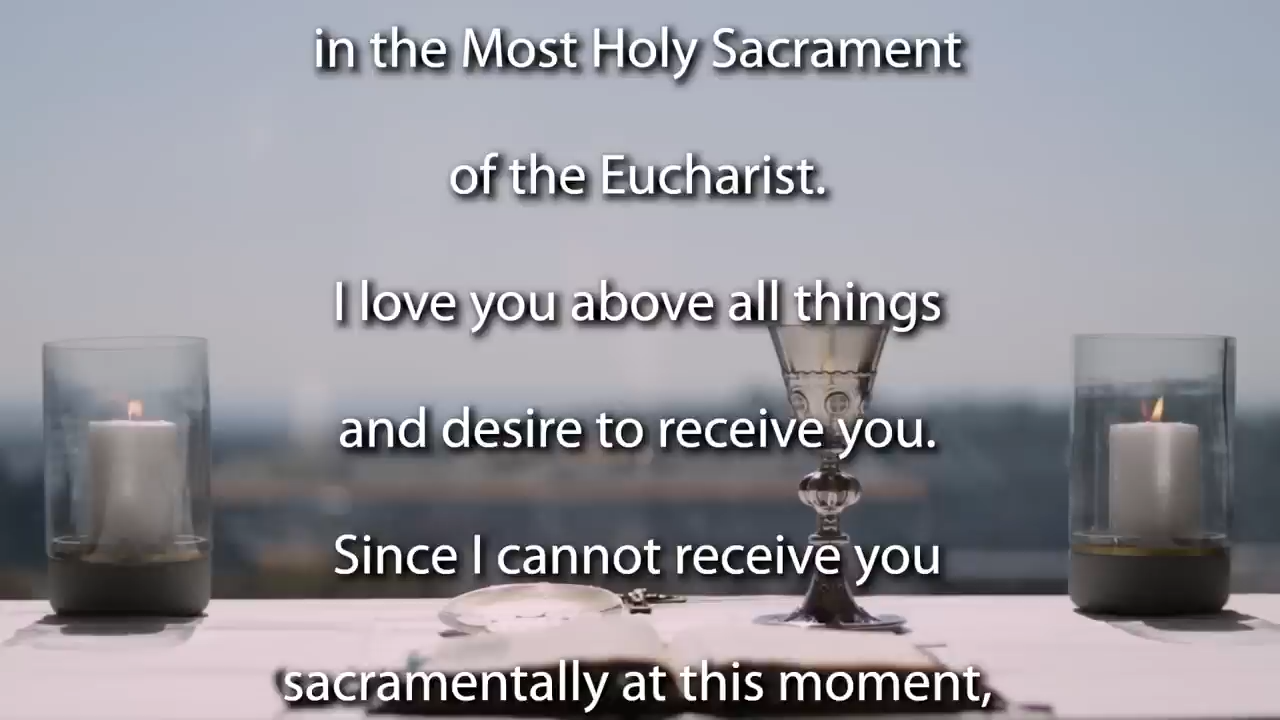 in the Most Holy Sacrament
of the Eucharist.
I love you above all things
and desire to receive you.
Since I cannot receive you
sacramentally at this moment,